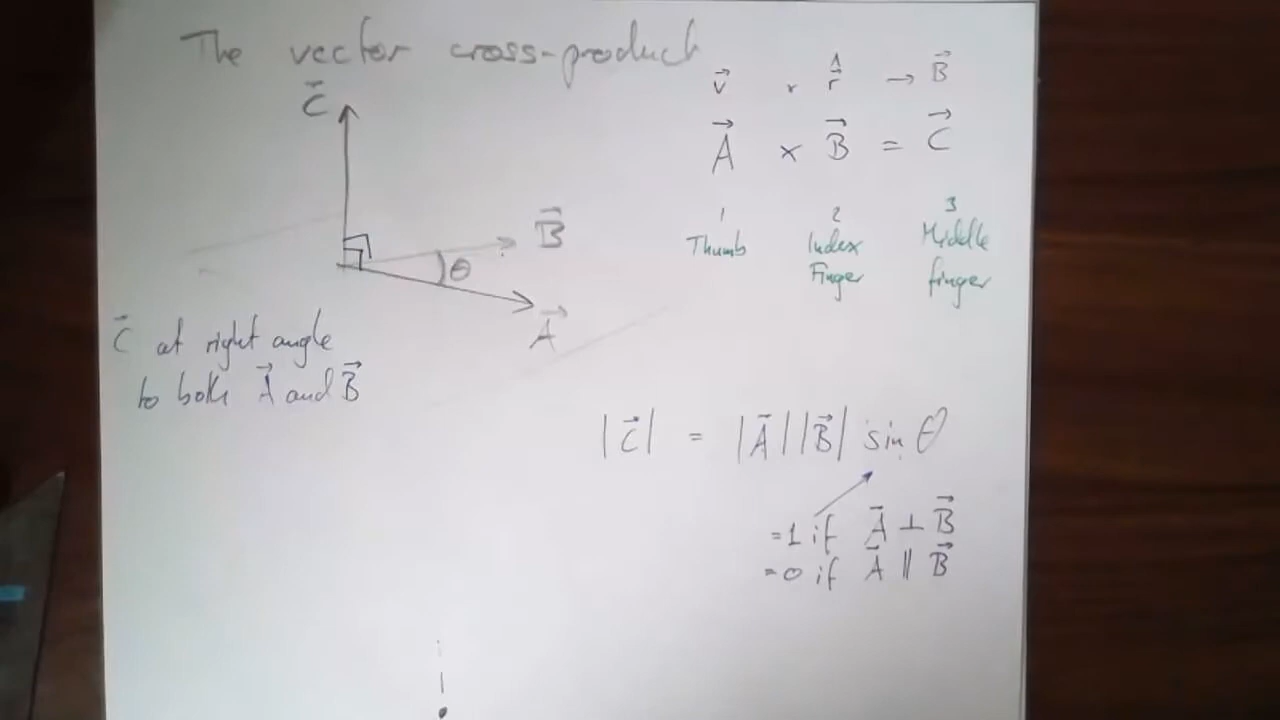 The vector cross-product
v⃗ × r̂ → B⃗
A⃗ × B⃗ = C⃗
1 2 3
Thumb Index Finger Middle finger
C⃗
B⃗
θ
A⃗
C⃗ at right angle
to both A⃗ and B⃗
|C⃗| = |A⃗||B⃗| sin θ
=1 if A⃗ ⊥ B⃗
=0 if A⃗ ∥ B⃗